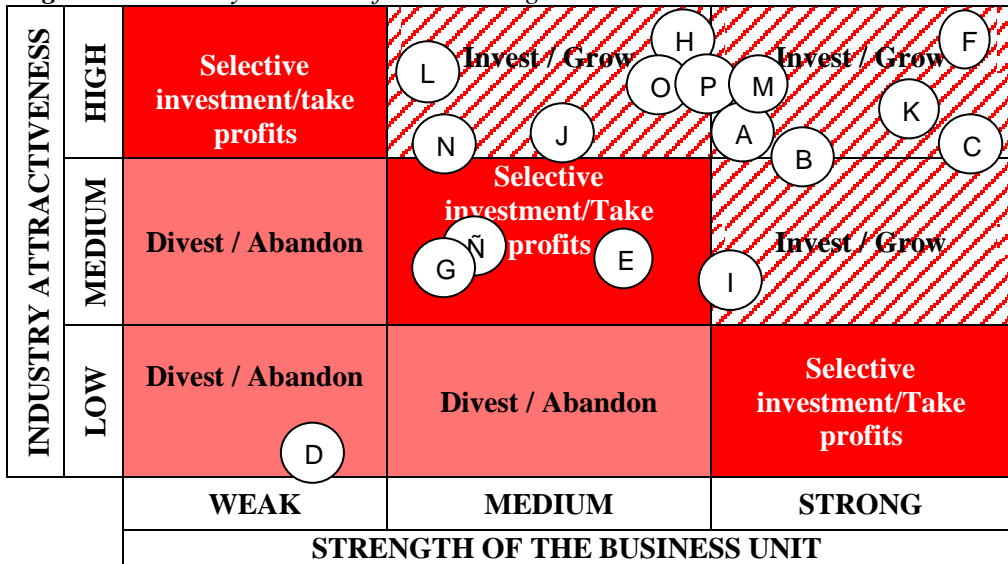 INDUSTRY ATTRACTIVENESS
HIGH
Selective
investment/take
profits
Invest / Grow
Invest / Grow
H
F
L
O
P
M
K
A
N
J
B
C
MEDIUM
Divest / Abandon
Selective
investment/Take
profits
Invest / Grow
Ñ
G
E
I
LOW
Divest / Abandon
Divest / Abandon
Selective
investment/Take
profits
D
WEAK
MEDIUM
STRONG
STRENGTH OF THE BUSINESS UNIT